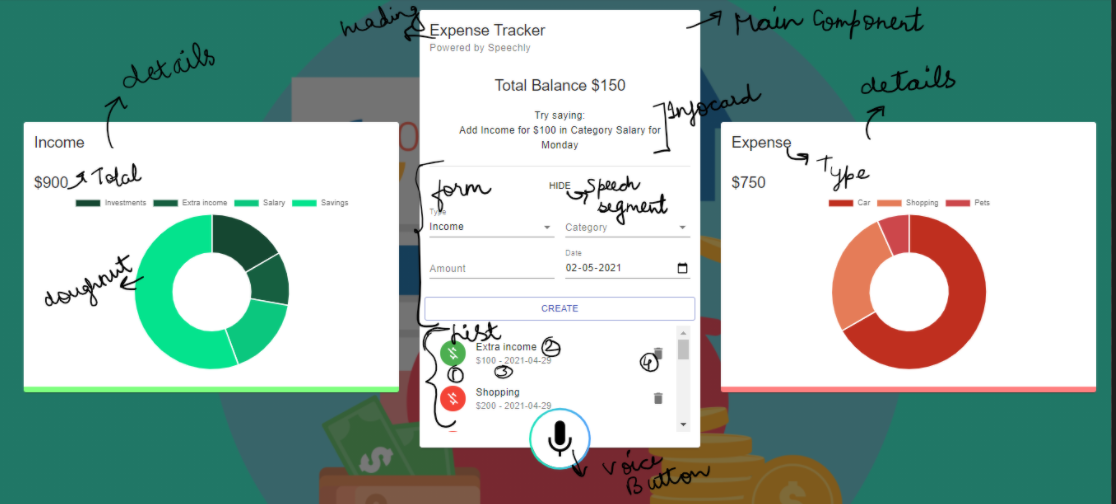 heading
Expense Tracker
Powered by Speechly
Main Component
Total Balance $150
Try saying:
Add Income for $100 in Category Salary for
Monday
Infocard
details
Income
$900
Total
Investments
Extra income
Salary
Savings
doughnut
form
HIDE
Speech
segment
Type
Income
Category
Amount
Date
02-05-2021
CREATE
List
Extra income
2
$100 - 2021-04-29
1
3
4
Shopping
$200 - 2021-04-29
Voice
Button
details
Expense
Type
$750
Car
Shopping
Pets